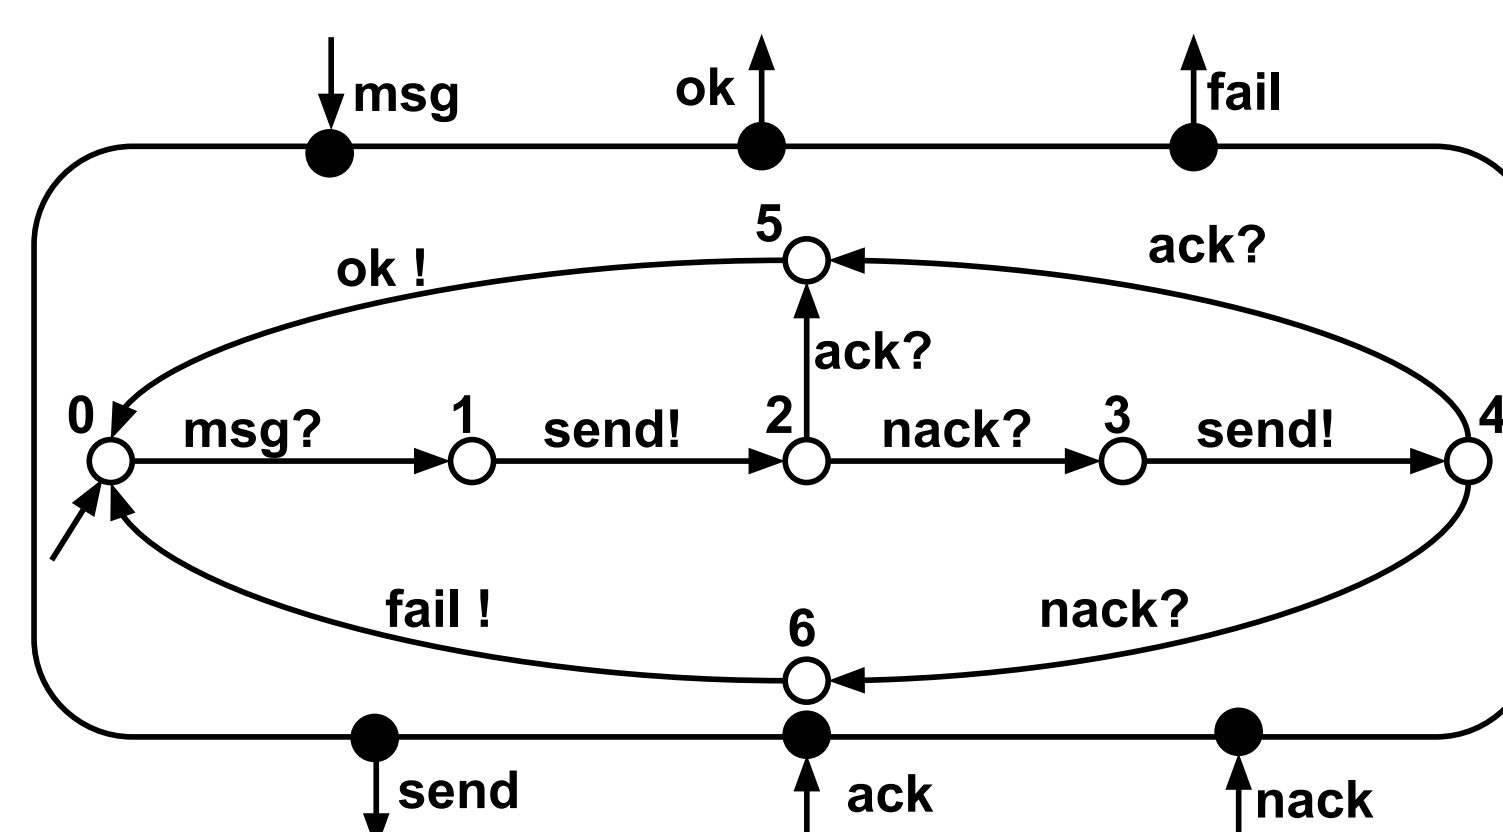 msg
ok
fail
5
ack?
ok !
ack?
0
msg?
1
send!
2
nack?
3
send!
4
fail !
6
nack?
send
ack
nack